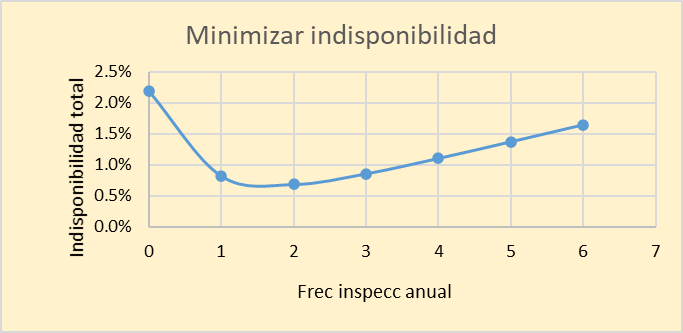 Minimizar indisponibilidad
Indisponibilidad total
2.5%
2.0%
1.5%
1.0%
0.5%
0.0%
0 1 2 3 4 5 6 7
Frec inspecc anual